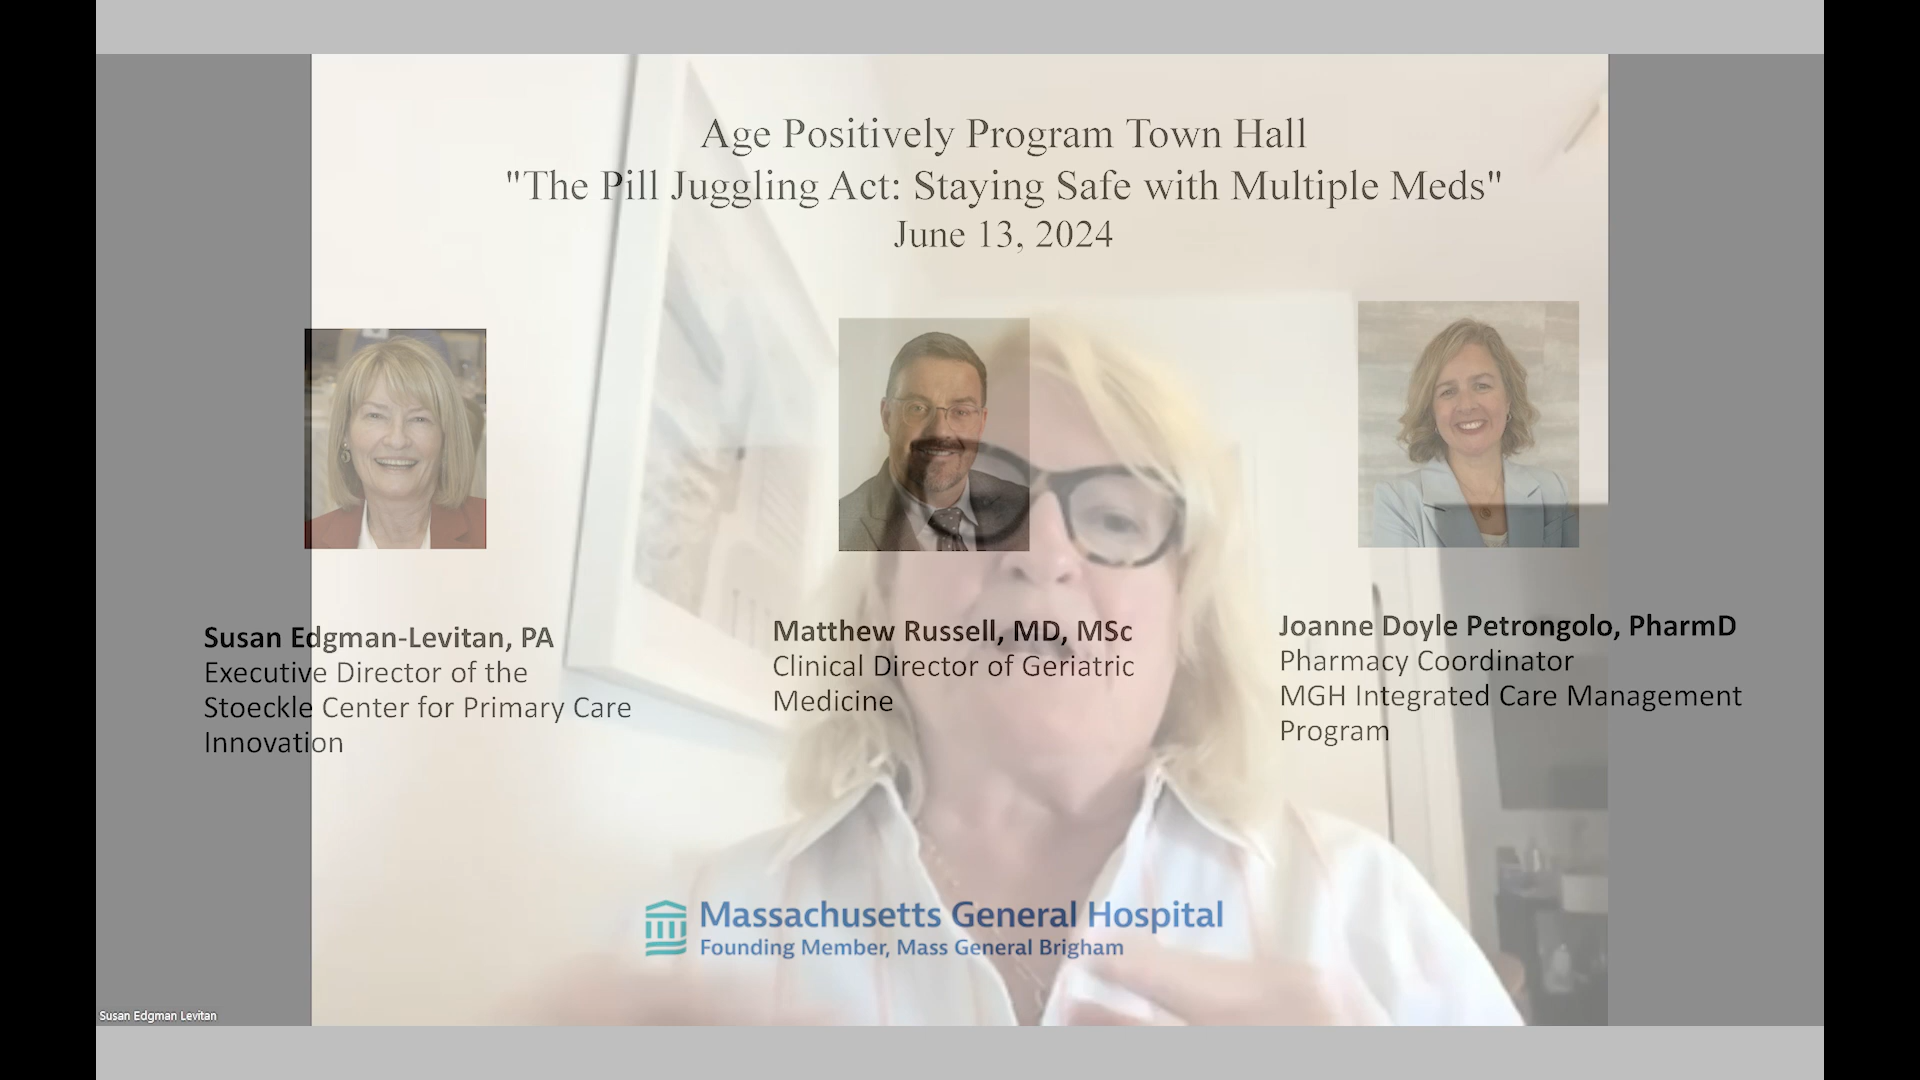 Age Positively Program Town Hall
"The Pill Juggling Act: Staying Safe with Multiple Meds"
June 13, 2024
Susan Edgman-Levitan, PA
Executive Director of the
Stoeckle Center for Primary Care
Innovation
Matthew Russell, MD, MSc
Clinical Director of Geriatric
Medicine
Joanne Doyle Petrongolo, PharmD
Pharmacy Coordinator
MGH Integrated Care Management
Program
Massachusetts General Hospital
Founding Member, Mass General Brigham
Susan Edgman Levitan